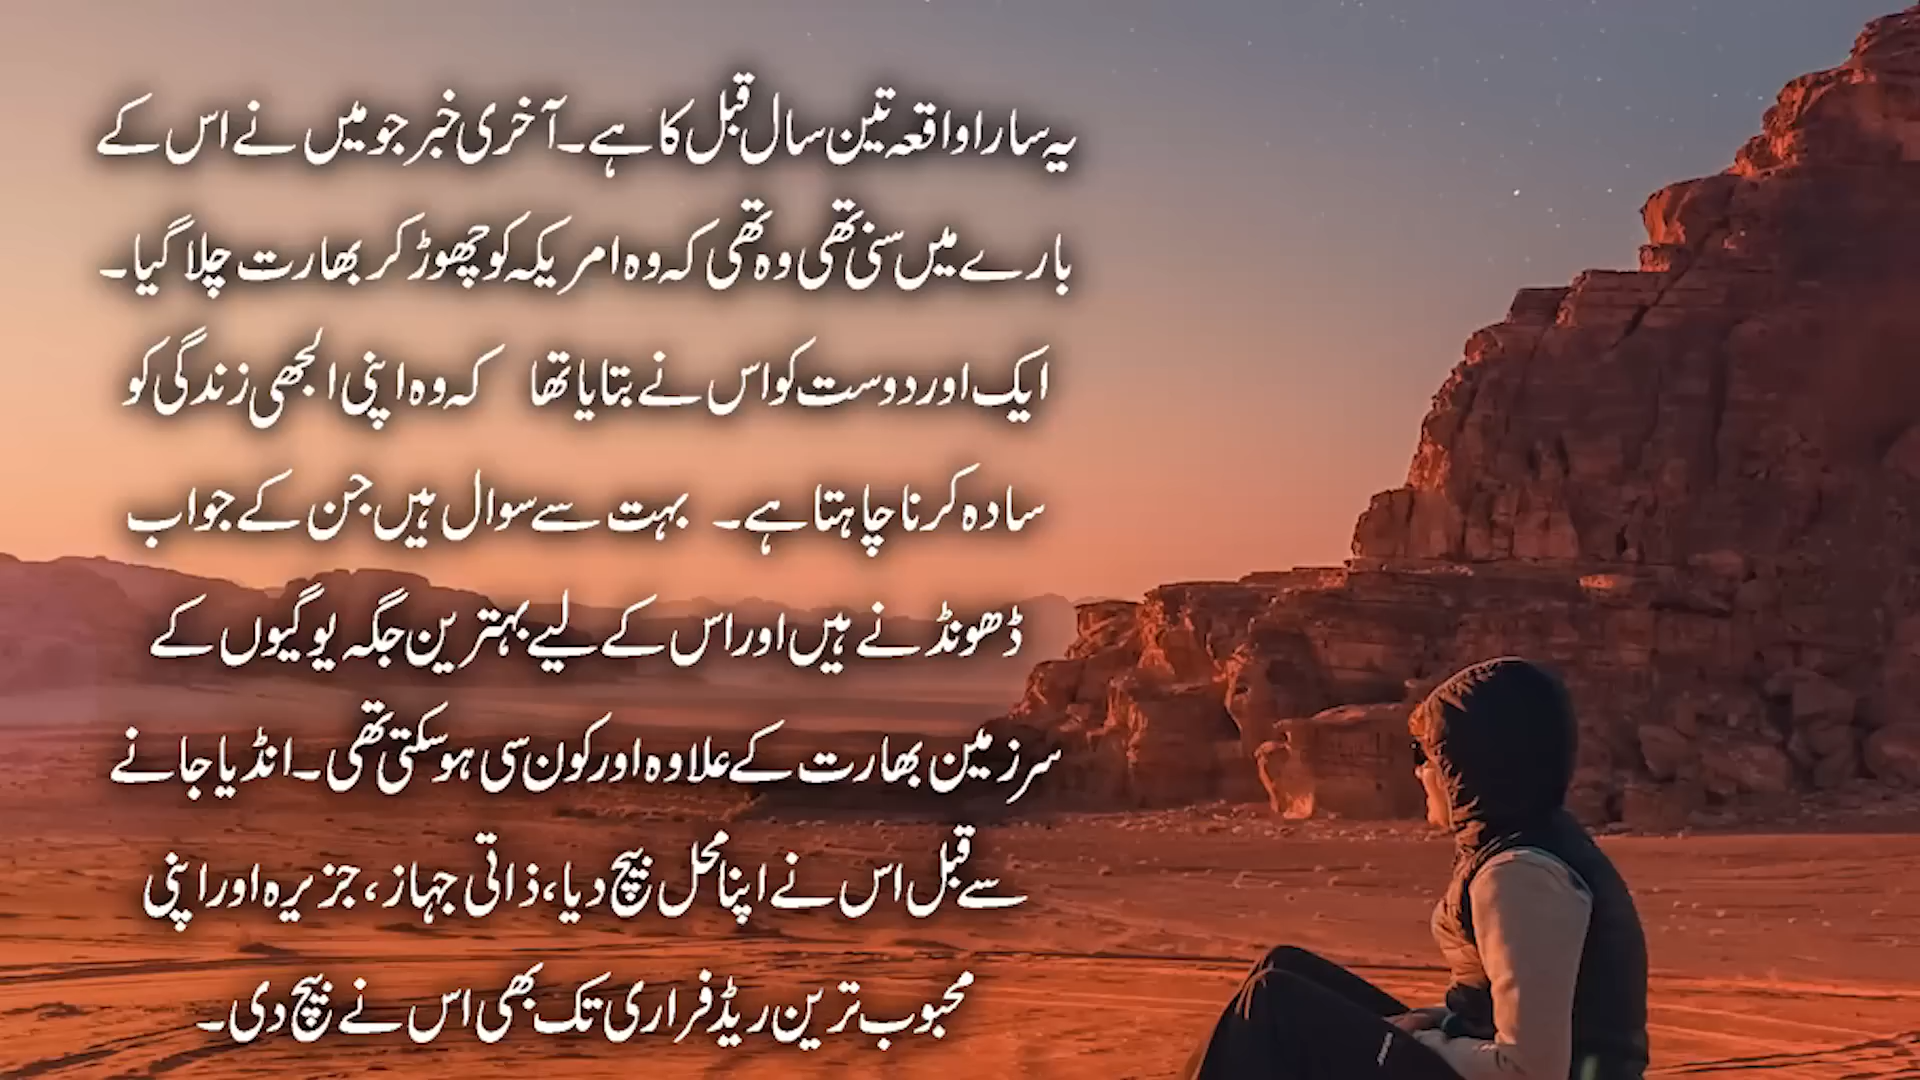 یہ سارا واقعہ تین سال قبل کا ہے۔ آخری خبر جو میں نے اس کے
بارے میں سنی تھی وہ تھی کہ وہ امریکہ کو چھوڑ کر بھارت چلا گیا۔
ایک اور دوست کو اس نے بتایا تھا کہ وہ اپنی الجھی زندگی کو
سادہ کرنا چاہتا ہے۔ بہت سے سوال ہیں جن کے جواب
ڈھونڈنے ہیں اور اس کے لیے بہترین جگہ یوگیوں کے
سرزمین بھارت کے علاوہ اور کون سی ہو سکتی تھی۔ انڈیا جانے
سے قبل اس نے اپنا محل بیچ دیا، ذاتی جہاز، جزیرہ اور اپنی
محبوب ترین ریڈ فراری تک بھی اس نے بیچ دی۔